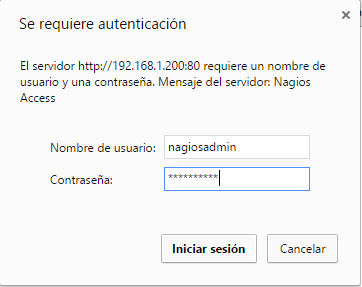 Se requiere autenticación
El servidor http://192.168.1.200:80 requiere un nombre de
usuario y una contraseña. Mensaje del servidor: Nagios
Access
Nombre de usuario: nagiosadmin
Contraseña: **********
Iniciar sesión Cancelar